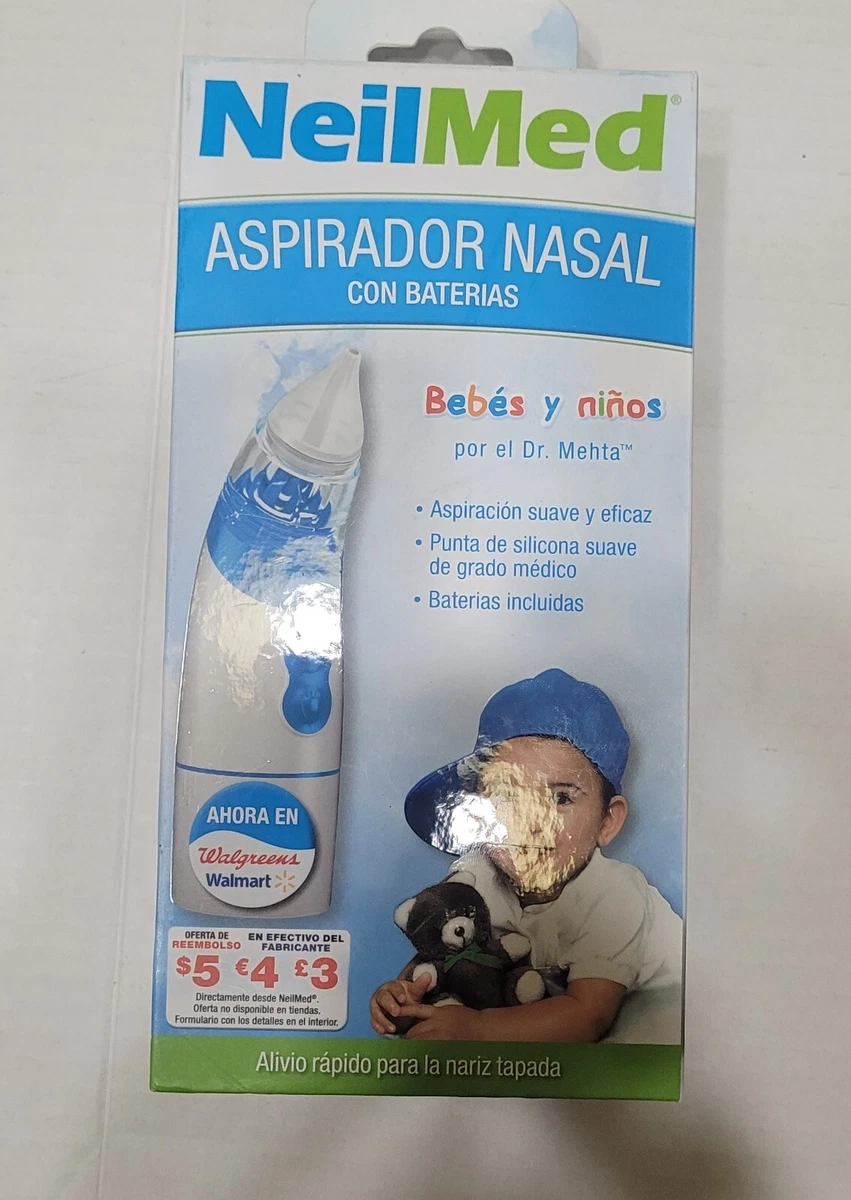 NeilMed®
ASPIRADOR NASAL
CON BATERIAS
Bebés y niños
por el Dr. Mehta™
• Aspiración suave y eficaz
• Punta de silicona suave
de grado médico
• Baterias incluidas
AHORA EN
Walgreens
Walmart
OFERTA DE REEMBOLSO
EN EFECTIVO DEL FABRICANTE
$5 €4 £3
Directamente desde NeilMed®.
Oferta no disponible en tiendas.
Formulario con los detalles en el interior.
Alivio rápido para la nariz tapada